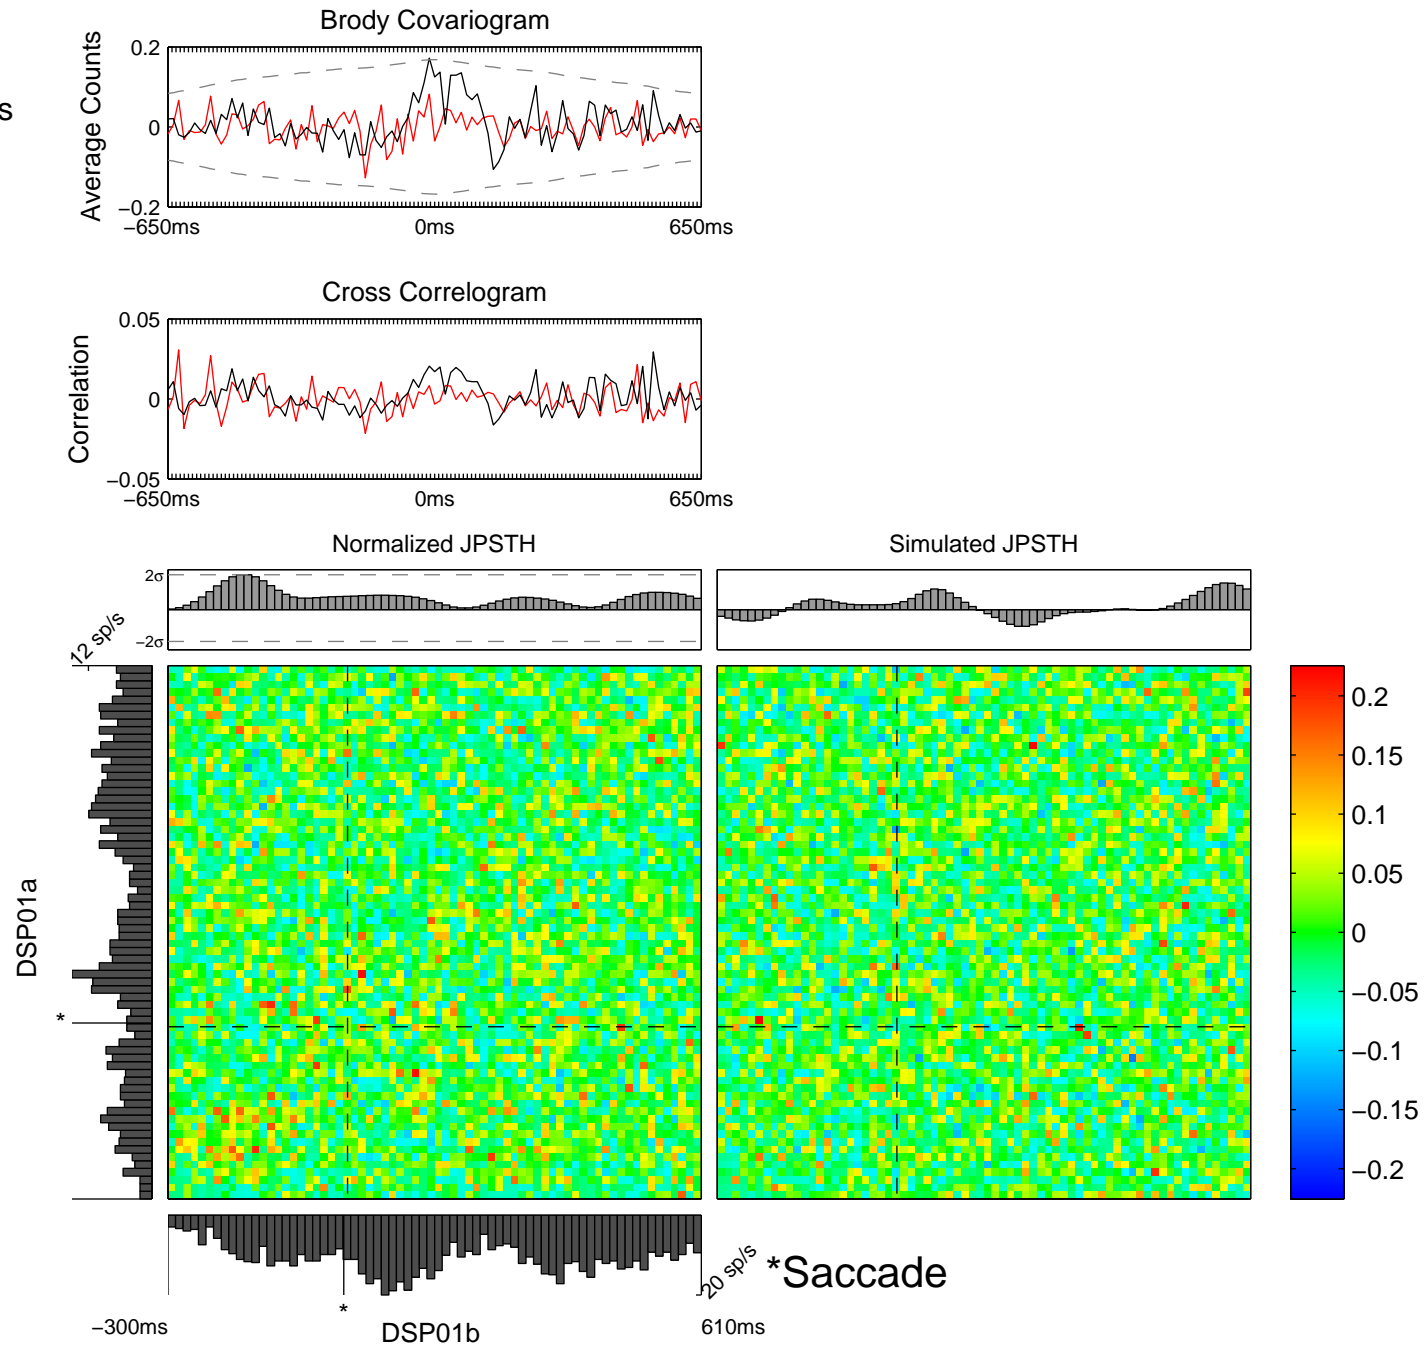 Brody Covariogram
s
Average Counts
0.2
0
−0.2
−650ms
0ms
650ms
Cross Correlogram
Correlation
0.05
0
−0.05
−650ms
0ms
650ms
Normalized JPSTH
Simulated JPSTH
2σ
−2σ
12 sp/s
DSP01a
*
0.2
0.15
0.1
0.05
0
−0.05
−0.1
−0.15
−0.2
20 sp/s
*Saccade
*
−300ms
DSP01b
610ms